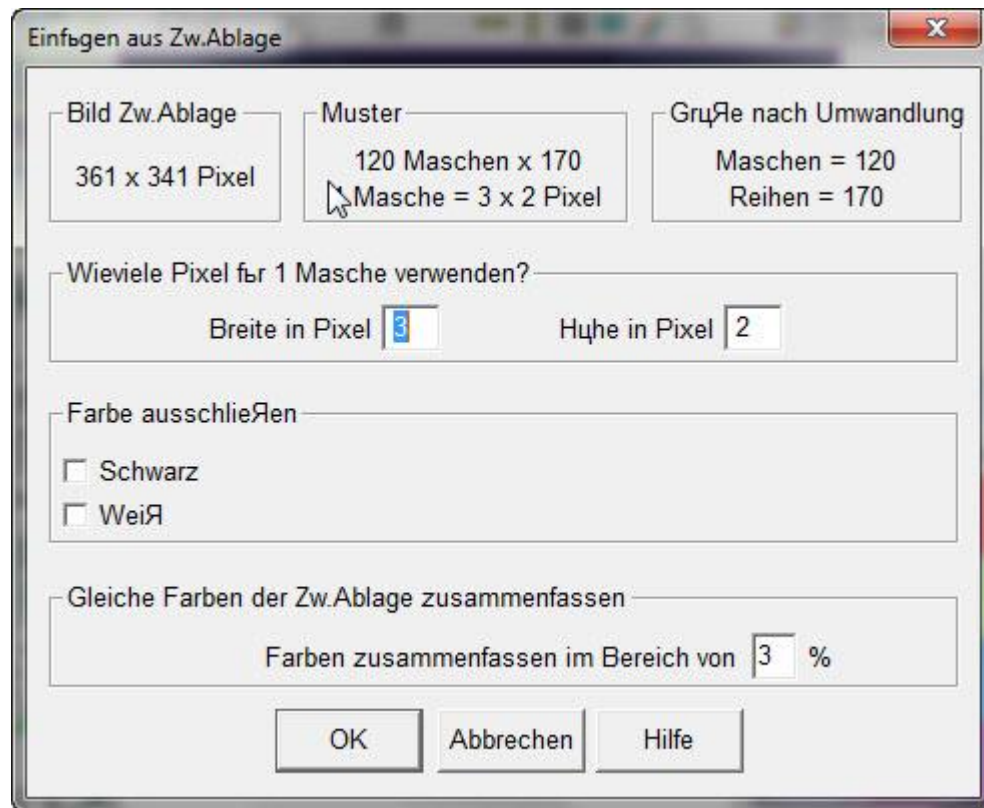 Einfьgen aus Zw.Ablage
Bild Zw.Ablage
361 x 341 Pixel
Muster
120 Maschen x 170
Masche = 3 x 2 Pixel
GrцЯe nach Umwandlung
Maschen = 120
Reihen = 170
Wieviele Pixel fьr 1 Masche verwenden?
Breite in Pixel 3 Hцhe in Pixel 2
Farbe ausschlieЯen
Schwarz
WeiЯ
Gleiche Farben der Zw.Ablage zusammenfassen
Farben zusammenfassen im Bereich von 3 %
OK Abbrechen Hilfe